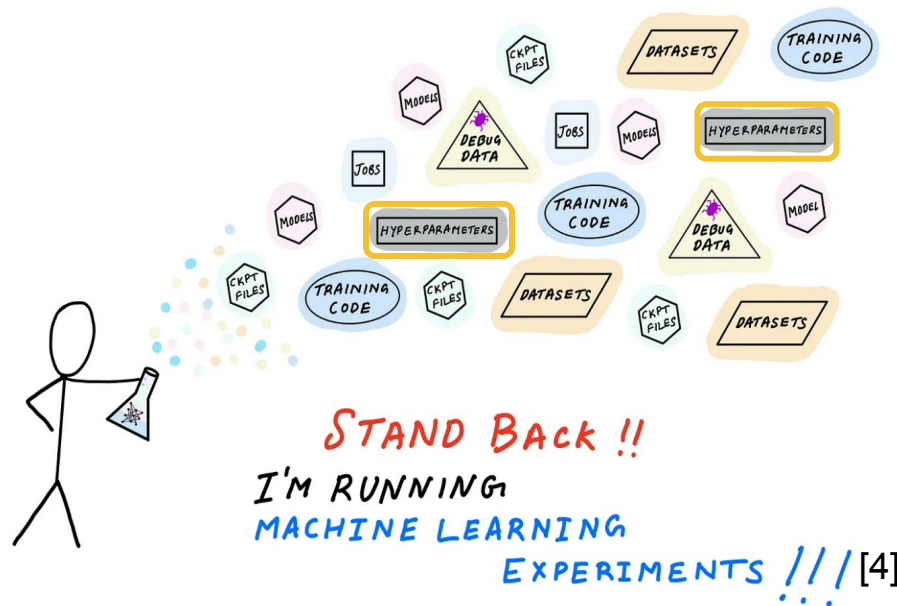 CKPT
FILES
DATASETS
TRAINING
CODE
MODELS
DEBUG
DATA
JOBS
MODELS
HYPERPARAMETERS
JOBS
MODELS
HYPERPARAMETERS
TRAINING
CODE
DEBUG
DATA
MODEL
CKPT
FILES
TRAINING
CODE
CKPT
FILES
DATASETS
CKPT
FILES
DATASETS
STAND BACK !!
I'M RUNNING
MACHINE LEARNING
EXPERIMENTS !!! [4]